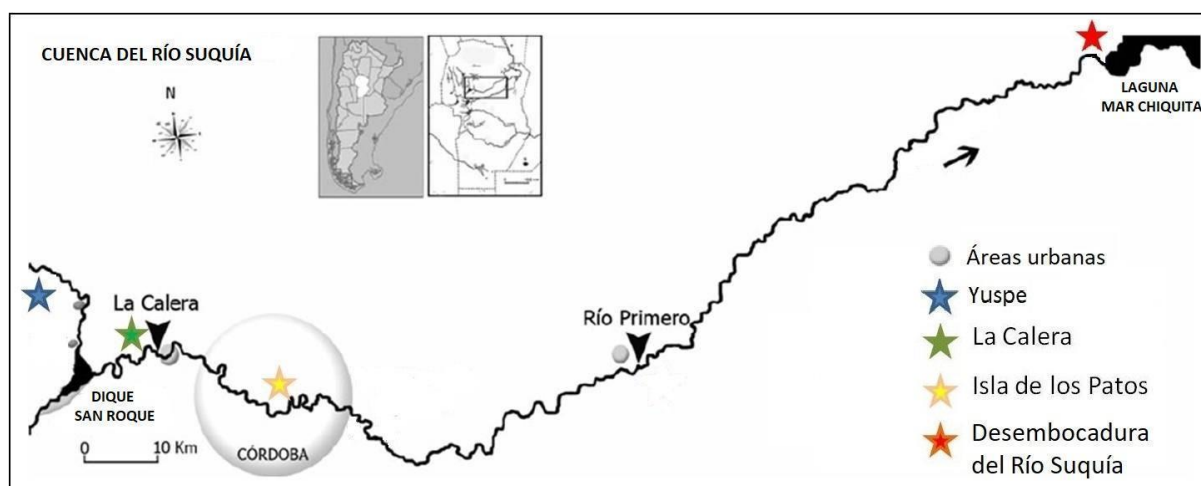 CUENCA DEL RÍO SUQUÍA
N
LAGUNA
MAR CHIQUITA
Áreas urbanas
Yuspe
La Calera
Isla de los Patos
Desembocadura
del Río Suquía
La Calera
Río Primero
DIQUE
SAN ROQUE
CÓRDOBA
0 10 Km